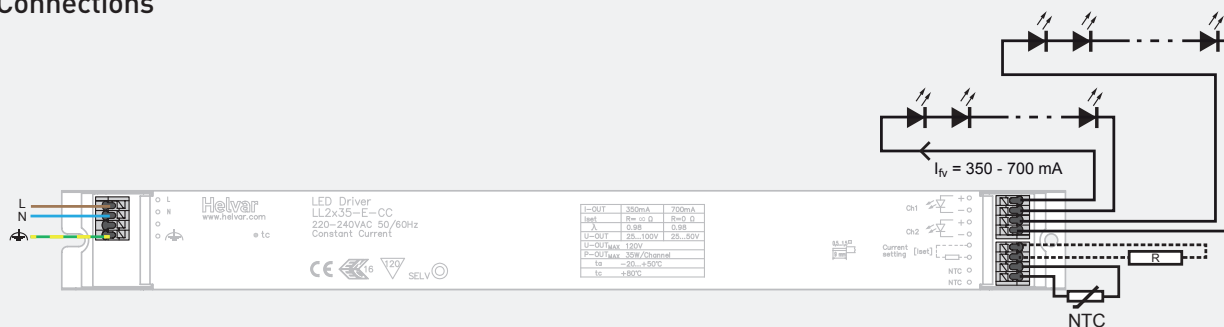 Connections
I_fv = 350 - 700 mA
L
N
L
N
Helvar
www.helvar.com
tc
LED Driver
LL2x35-E-CC
220-240VAC 50/60Hz
Constant Current
CE 16 120 SELV
I-OUT 350mA 700mA
Iset R= ∞ Ω R=0 Ω
λ 0.98 0.98
U-OUT 25...100V 25...50V
U-OUTMAX 120V
P-OUTMAX 35W/Channel
ta -20...+50°C
tc +80°C
Ch1 + -
Ch2 + -
Current
setting [Iset]
NTC
NTC
R
NTC